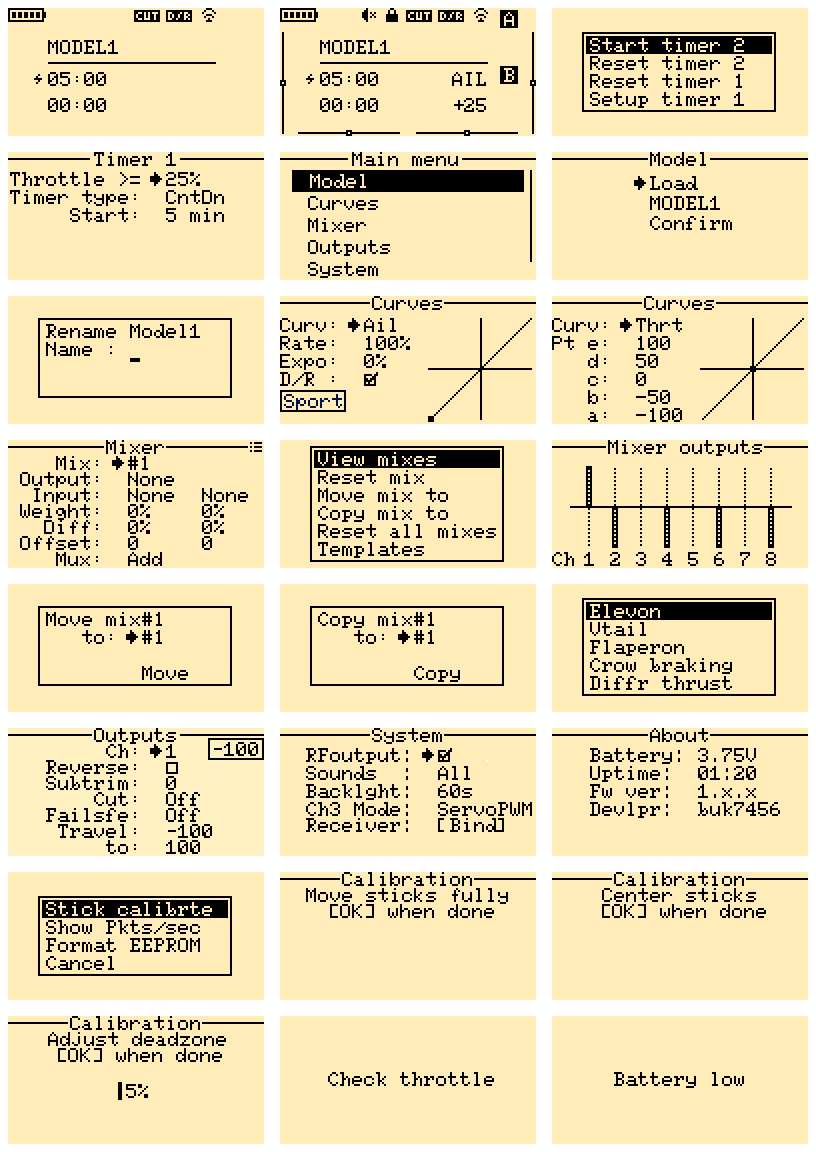 CUT D/R
MODEL1
05:00
00:00
CUT D/R A
MODEL1
05:00 AIL B
00:00 +25
Start timer 2
Reset timer 2
Reset timer 1
Setup timer 1
Timer 1
Throttle >= 25%
Timer type: CntDn
Start: 5 min
Main menu
Model
Curves
Mixer
Outputs
System
Model
Load
MODEL1
Confirm
Rename Model1
Name : _
Curves
Curv: Ail
Rate: 100%
Expo: 0%
D/R :
Sport
Curves
Curv: Thrt
Pt e: 100
d: 50
c: 0
b: -50
a: -100
Mixer
Mix: #1
Output: None
Input: None None
Weight: 0% 0%
Diff: 0% 0%
Offset: 0 0
Mux: Add
View mixes
Reset mix
Move mix to
Copy mix to
Reset all mixes
Templates
Mixer outputs
Ch 1 2 3 4 5 6 7 8
Move mix#1
to: #1
Move
Copy mix#1
to: #1
Copy
Elevon
Vtail
Flaperon
Crow braking
Diffr thrust
Outputs
Ch: 1 -100
Reverse:
Subtrim: 0
Cut: Off
Failsfe: Off
Travel: -100
to: 100
System
RFoutput:
Sounds : All
Backlght: 60s
Ch3 Mode: ServoPWM
Receiver: [Bind]
About
Battery: 3.75V
Uptime: 01:20
Fw ver: 1.x.x
Devlpr: buk7456
Stick calibrte
Show Pkts/sec
Format EEPROM
Cancel
Calibration
Move sticks fully
[OK] when done
Calibration
Center sticks
[OK] when done
Calibration
Adjust deadzone
[OK] when done
5%
Check throttle
Battery low